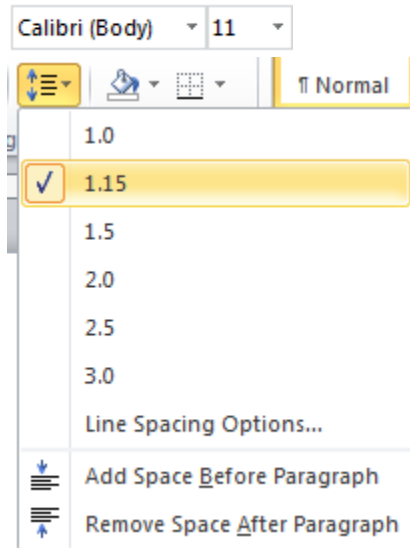 Calibri (Body) 11
¶ Normal
1.0
1.15
1.5
2.0
2.5
3.0
Line Spacing Options...
Add Space Before Paragraph
Remove Space After Paragraph